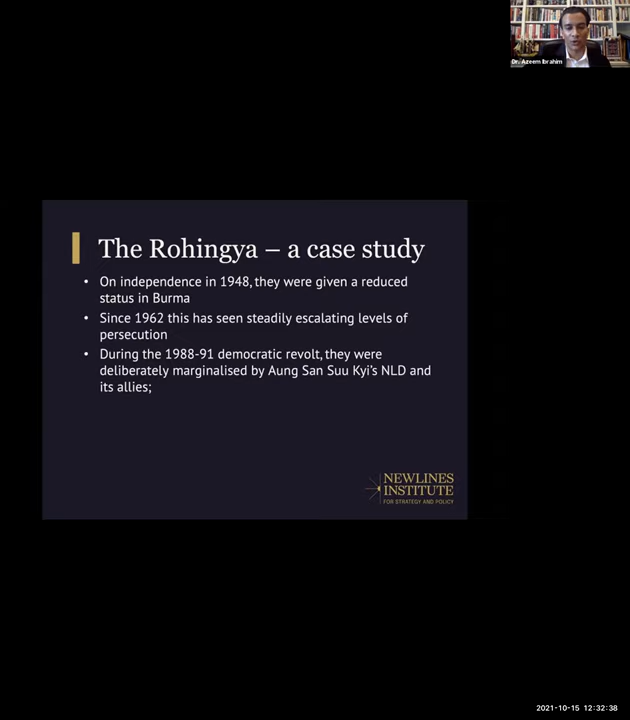 Dr. Azeem Ibrahim
The Rohingya – a case study
• On independence in 1948, they were given a reduced
status in Burma
• Since 1962 this has seen steadily escalating levels of
persecution
• During the 1988-91 democratic revolt, they were
deliberately marginalised by Aung San Suu Kyi's NLD and
its allies;
NEWLINES
INSTITUTE
FOR STRATEGY AND POLICY
2021-10-15 12:32:38